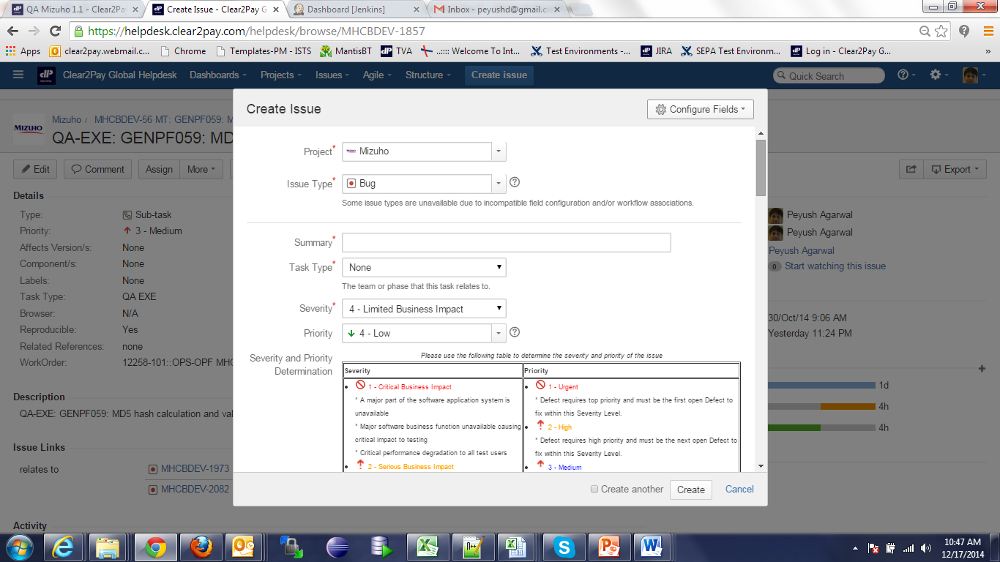 QA Mizuho 1.1 - Clear2Pay
Create Issue - Clear2Pay G
Dashboard [Jenkins]
Inbox - peyushd@gmail.c
https://helpdesk.clear2pay.com/helpdesk/browse/MHCBDEV-1857
Apps
clear2pay.webmail.c...
Chrome
Templates-PM - ISTS
MantisBT
TVA
..:::: Welcome To Int...
Test Environments -...
JIRA
SEPA Test Environm...
Log in - Clear2Pay G...
»
Clear2Pay Global Helpdesk
Dashboards
Projects
Issues
Agile
Structure
Create issue
Quick Search
MIZUHO
Mizuho / MHCBDEV-56 MT: GENPF059: M
QA-EXE: GENPF059: MD
Edit
Comment
Assign
More
Export
Details
Type: Sub-task
Priority: 3 - Medium
Affects Version/s: None
Component/s: None
Labels: None
Task Type: QA EXE
Browser: N/A
Reproducible: Yes
Related References: none
WorkOrder: 12258-101::OPS-OPF MHC
Description
QA-EXE: GENPF059: MD5 hash calculation and val
Issue Links
relates to
MHCBDEV-1973
MHCBDEV-2082
Activity
Create Issue
Configure Fields
Project* Mizuho
Issue Type* Bug
Some issue types are unavailable due to incompatible field configuration and/or workflow associations.
Summary*
Task Type* None
The team or phase that this task relates to.
Severity* 4 - Limited Business Impact
Priority 4 - Low
Severity and Priority
Determination
Please use the following table to determine the severity and priority of the issue
Severity
1 - Critical Business Impact
* A major part of the software application system is
unavailable
* Major software business function unavailable causing
critical impact to testing
* Critical performance degradation to all test users
2 - Serious Business Impact
Priority
1 - Urgent
* Defect requires top priority and must be the first open Defect to
fix within this Severity Level.
2 - High
* Defect requires high priority and must be the next open Defect to
fix within this Severity Level.
3 - Medium
Create another
Create
Cancel
Peyush Agarwal
Peyush Agarwal
Peyush Agarwal
0 Start watching this issue
30/Oct/14 9:06 AM
Yesterday 11:24 PM
1d
4h
4h
10:47 AM
12/17/2014